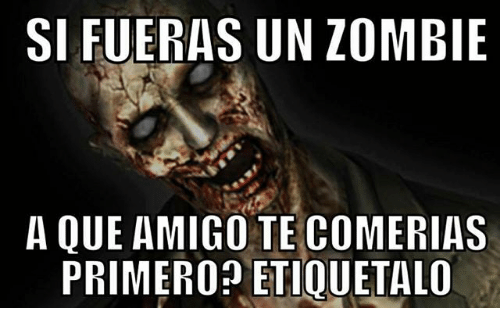 SI FUERAS UN ZOMBIE
A QUE AMIGO TE COMERIAS
PRIMERO? ETIQUETALO